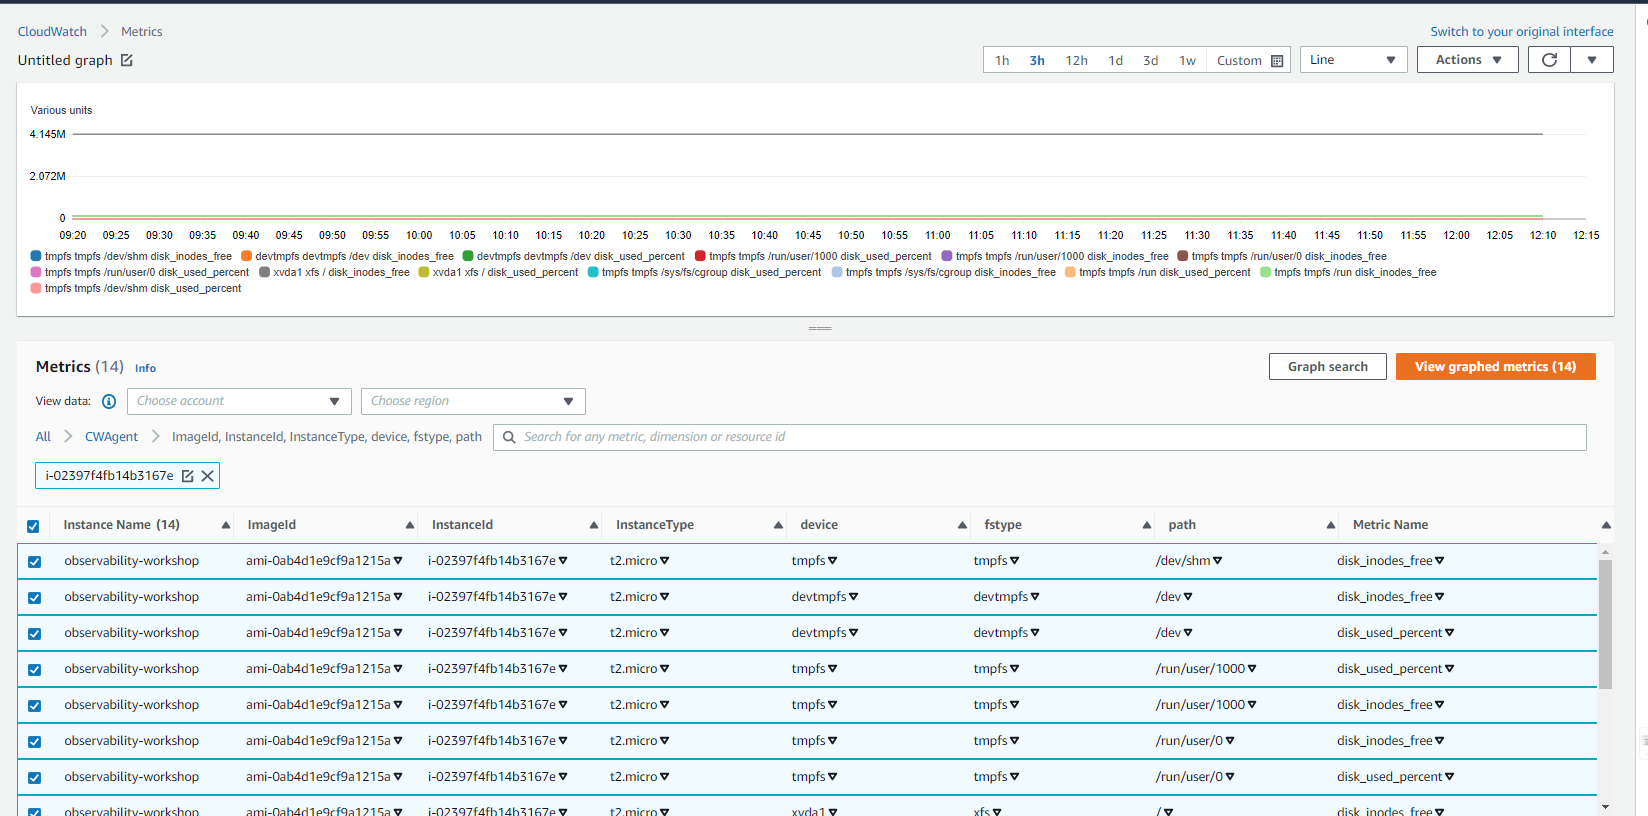 CloudWatch Metrics Switch to your original interface
Untitled graph 1h 3h 12h 1d 3d 1w Custom Line Actions
Various units
4.145M
2.072M
0
09:20 09:25 09:30 09:35 09:40 09:45 09:50 09:55 10:00 10:05 10:10 10:15 10:20 10:25 10:30 10:35 10:40 10:45 10:50 10:55 11:00 11:05 11:10 11:15 11:20 11:25 11:30 11:35 11:40 11:45 11:50 11:55 12:00 12:05 12:10 12:15
tmpfs tmpfs /dev/shm disk_inodes_free devtmpfs devtmpfs /dev disk_inodes_free devtmpfs devtmpfs /dev disk_used_percent tmpfs tmpfs /run/user/1000 disk_used_percent tmpfs tmpfs /run/user/1000 disk_inodes_free tmpfs tmpfs /run/user/0 disk_inodes_free
tmpfs tmpfs /run/user/0 disk_used_percent xvda1 xfs / disk_inodes_free xvda1 xfs / disk_used_percent tmpfs tmpfs /sys/fs/cgroup disk_used_percent tmpfs tmpfs /sys/fs/cgroup disk_inodes_free tmpfs tmpfs /run disk_used_percent tmpfs tmpfs /run disk_inodes_free
tmpfs tmpfs /dev/shm disk_used_percent
Metrics (14) Info Graph search View graphed metrics (14)
View data: Choose account Choose region
All CWAgent ImageId, InstanceId, InstanceType, device, fstype, path Search for any metric, dimension or resource id
i-02397f4fb14b3167e
Instance Name (14) ImageId InstanceId InstanceType device fstype path Metric Name
observability-workshop ami-0ab4d1e9cf9a1215a i-02397f4fb14b3167e t2.micro tmpfs tmpfs /dev/shm disk_inodes_free
observability-workshop ami-0ab4d1e9cf9a1215a i-02397f4fb14b3167e t2.micro devtmpfs devtmpfs /dev disk_inodes_free
observability-workshop ami-0ab4d1e9cf9a1215a i-02397f4fb14b3167e t2.micro devtmpfs devtmpfs /dev disk_used_percent
observability-workshop ami-0ab4d1e9cf9a1215a i-02397f4fb14b3167e t2.micro tmpfs tmpfs /run/user/1000 disk_used_percent
observability-workshop ami-0ab4d1e9cf9a1215a i-02397f4fb14b3167e t2.micro tmpfs tmpfs /run/user/1000 disk_inodes_free
observability-workshop ami-0ab4d1e9cf9a1215a i-02397f4fb14b3167e t2.micro tmpfs tmpfs /run/user/0 disk_inodes_free
observability-workshop ami-0ab4d1e9cf9a1215a i-02397f4fb14b3167e t2.micro tmpfs tmpfs /run/user/0 disk_used_percent
observability-workshop ami-0ab4d1e9cf9a1215a i-02397f4fb14b3167e t2.micro xvda1 xfs / disk_inodes_free